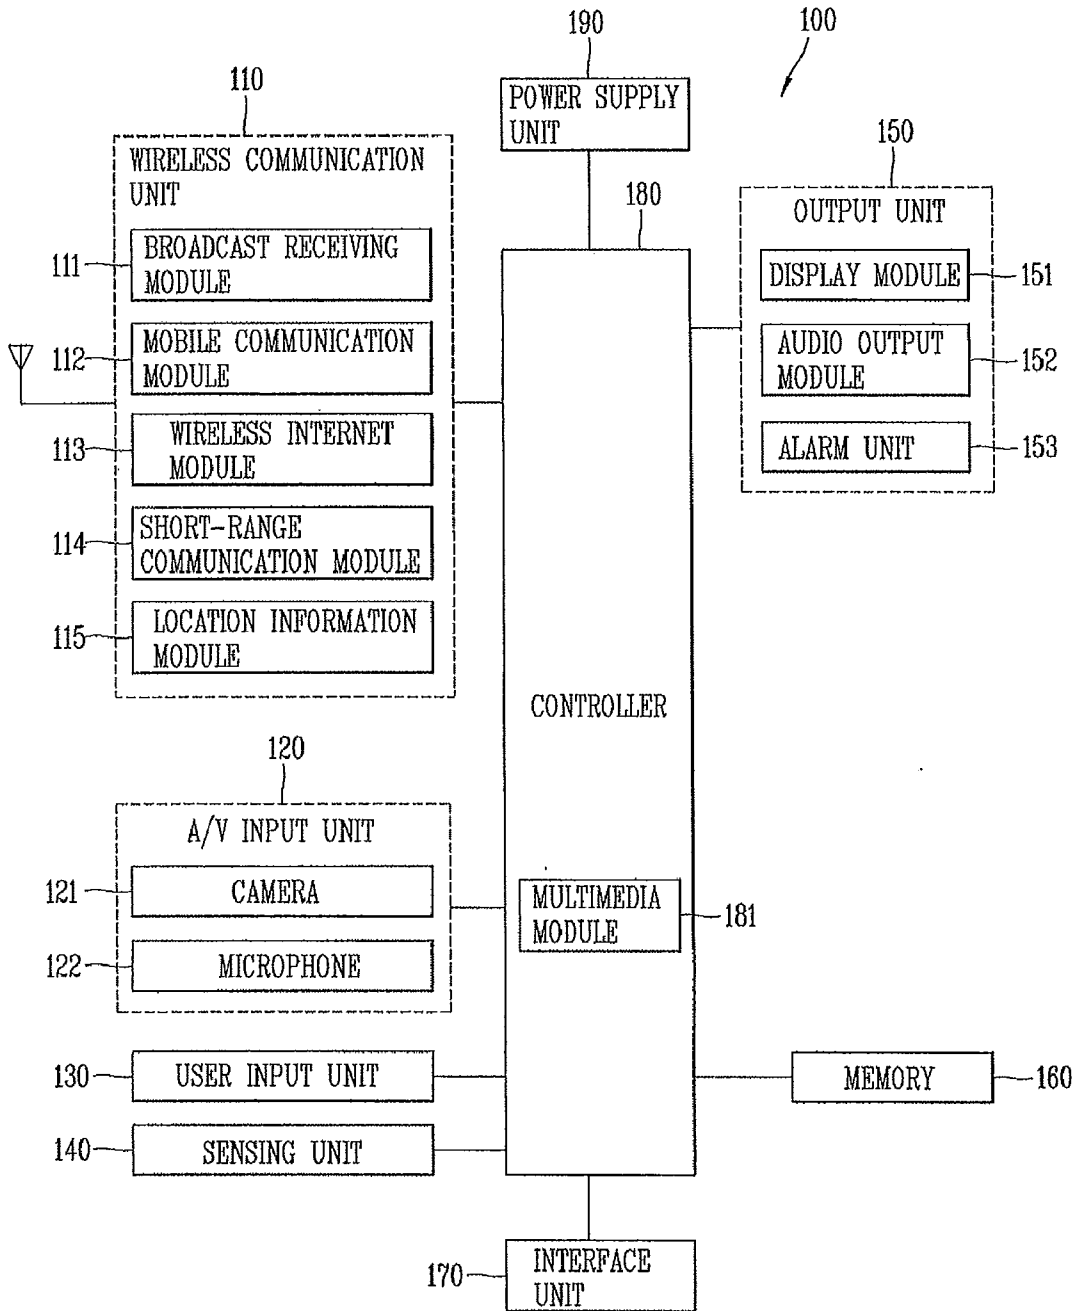 100
190
POWER SUPPLY
UNIT
110
WIRELESS COMMUNICATION
UNIT
111
BROADCAST RECEIVING
MODULE
112
MOBILE COMMUNICATION
MODULE
113
WIRELESS INTERNET
MODULE
114
SHORT-RANGE
COMMUNICATION MODULE
115
LOCATION INFORMATION
MODULE
120
A/V INPUT UNIT
121
CAMERA
122
MICROPHONE
130
USER INPUT UNIT
140
SENSING UNIT
180
CONTROLLER
MULTIMEDIA
MODULE
181
150
OUTPUT UNIT
DISPLAY MODULE
151
AUDIO OUTPUT
MODULE
152
ALARM UNIT
153
MEMORY
160
170
INTERFACE
UNIT